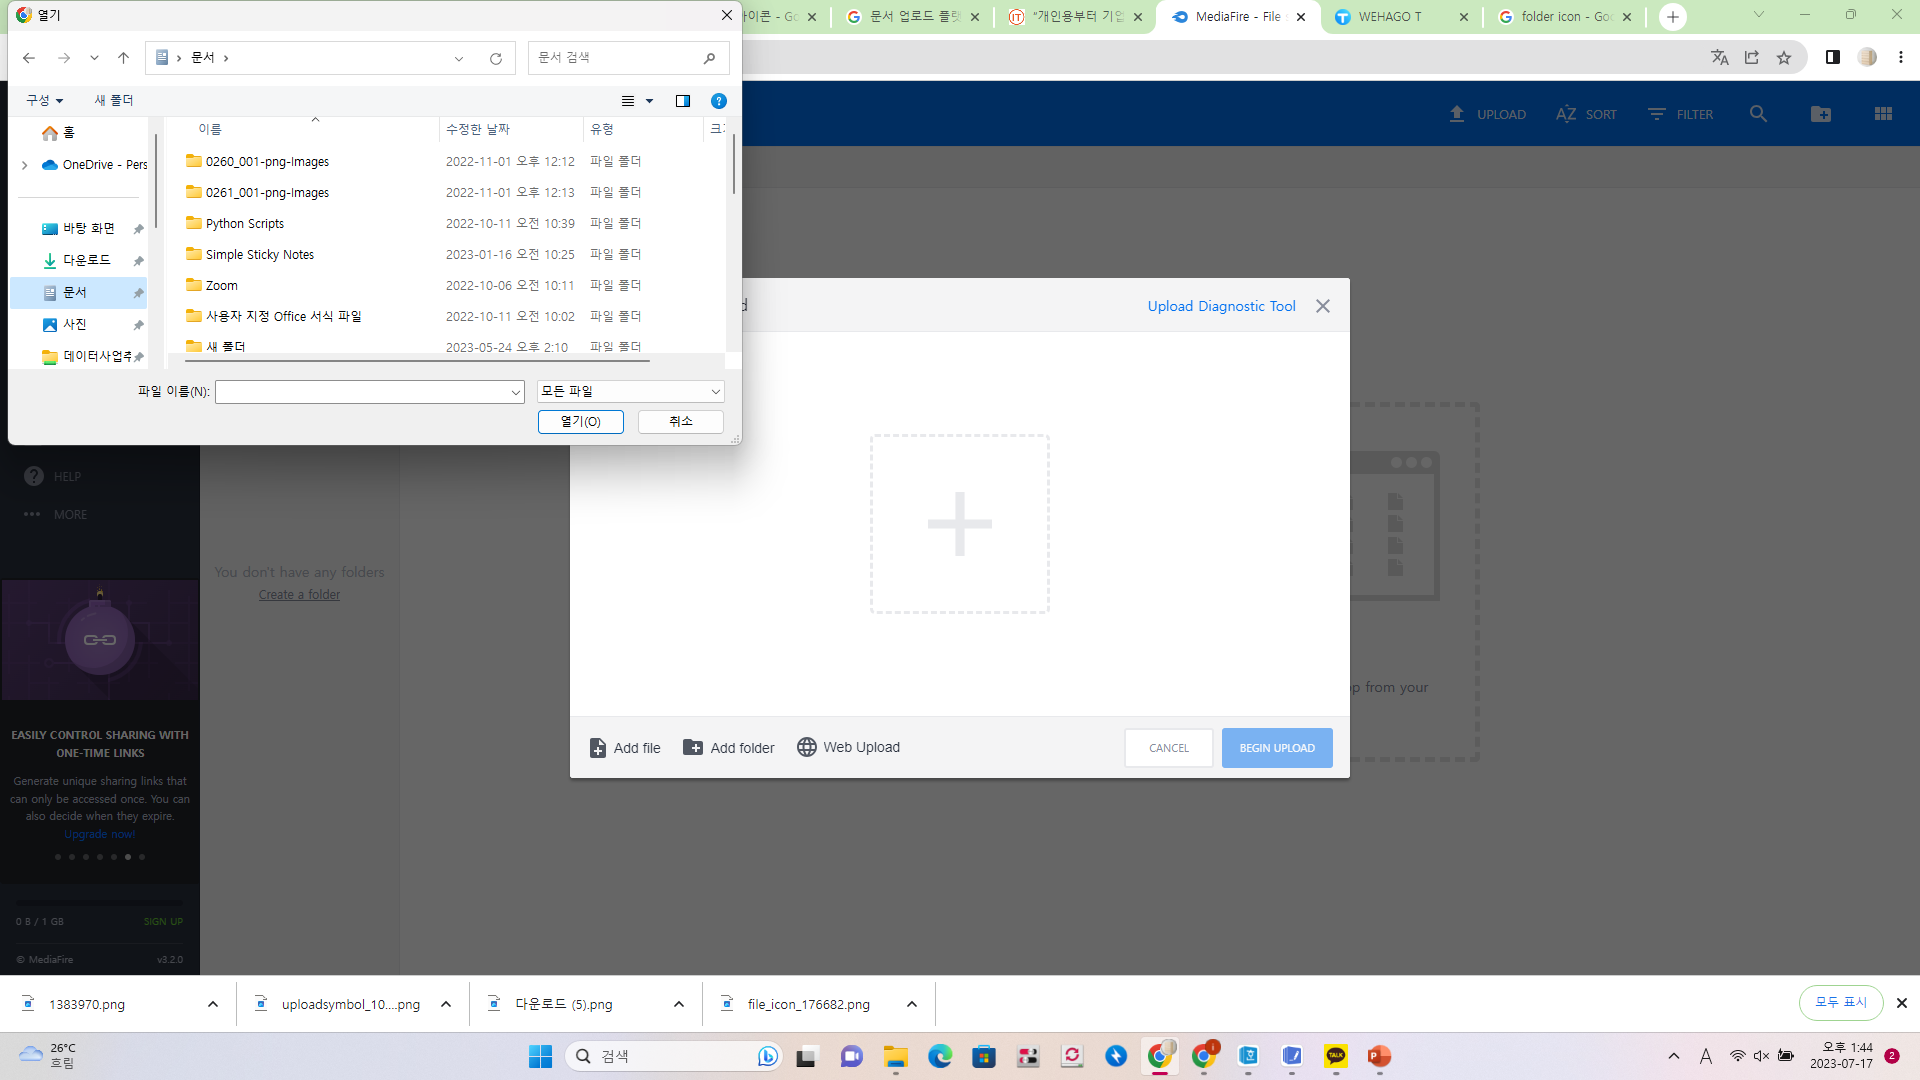 열기
이콘 - Go
문서 업로드 플랫
"개인용부터 기업
MediaFire - File
WEHAGO T
folder icon - Goo
문서
문서 검색
구성
새 폴더
UPLOAD
SORT
FILTER
홈
OneDrive - Pers
바탕 화면
다운로드
문서
사진
데이터사업추
이름 수정한 날짜 유형 크기
0260_001-png-Images 2022-11-01 오후 12:12 파일 폴더
0261_001-png-Images 2022-11-01 오후 12:13 파일 폴더
Python Scripts 2022-10-11 오전 10:39 파일 폴더
Simple Sticky Notes 2023-01-16 오전 10:25 파일 폴더
Zoom 2022-10-06 오전 10:11 파일 폴더
사용자 지정 Office 서식 파일 2022-10-11 오전 10:02 파일 폴더
새 폴더 2023-05-24 오후 2:10 파일 폴더
파일 이름(N):
모든 파일
열기(O)
취소
d
Upload Diagnostic Tool
HELP
MORE
You don't have any folders
Create a folder
op from your
Add file
Add folder
Web Upload
CANCEL
BEGIN UPLOAD
EASILY CONTROL SHARING WITH
ONE-TIME LINKS
Generate unique sharing links that
can only be accessed once. You can
also decide when they expire.
Upgrade now!
0 B / 1 GB
SIGN UP
© MediaFire
v3.2.0
1383970.png
uploadsymbol_10....png
다운로드 (5).png
file_icon_176682.png
모두 표시
26°C
흐림
검색
TALK
A
오후 1:44
2023-07-17
2